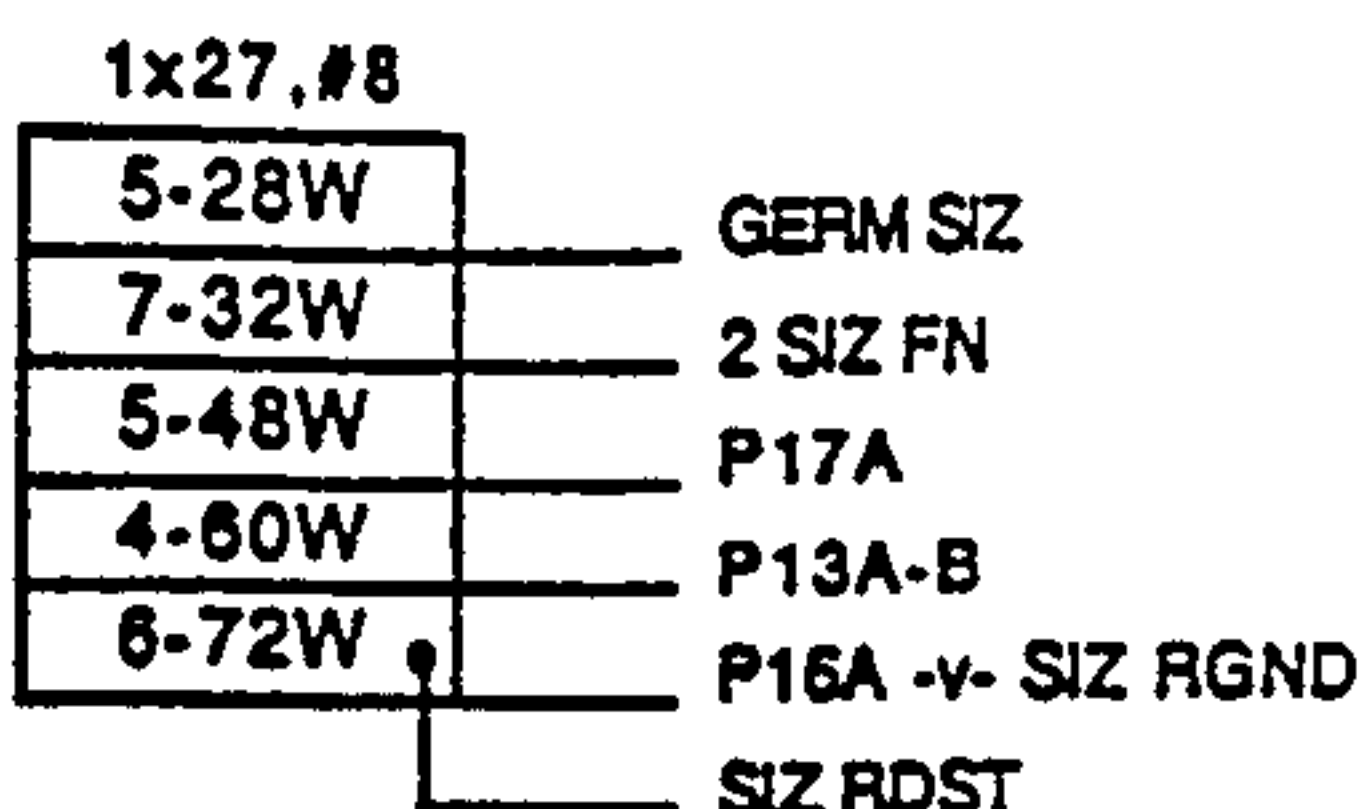 1x27,#8
5-28W
GERM SIZ
7-32W
2 SIZ FN
5-48W
P17A
4-60W
P13A-B
6-72W
P16A -v- SIZ RGND
SIZ RDST